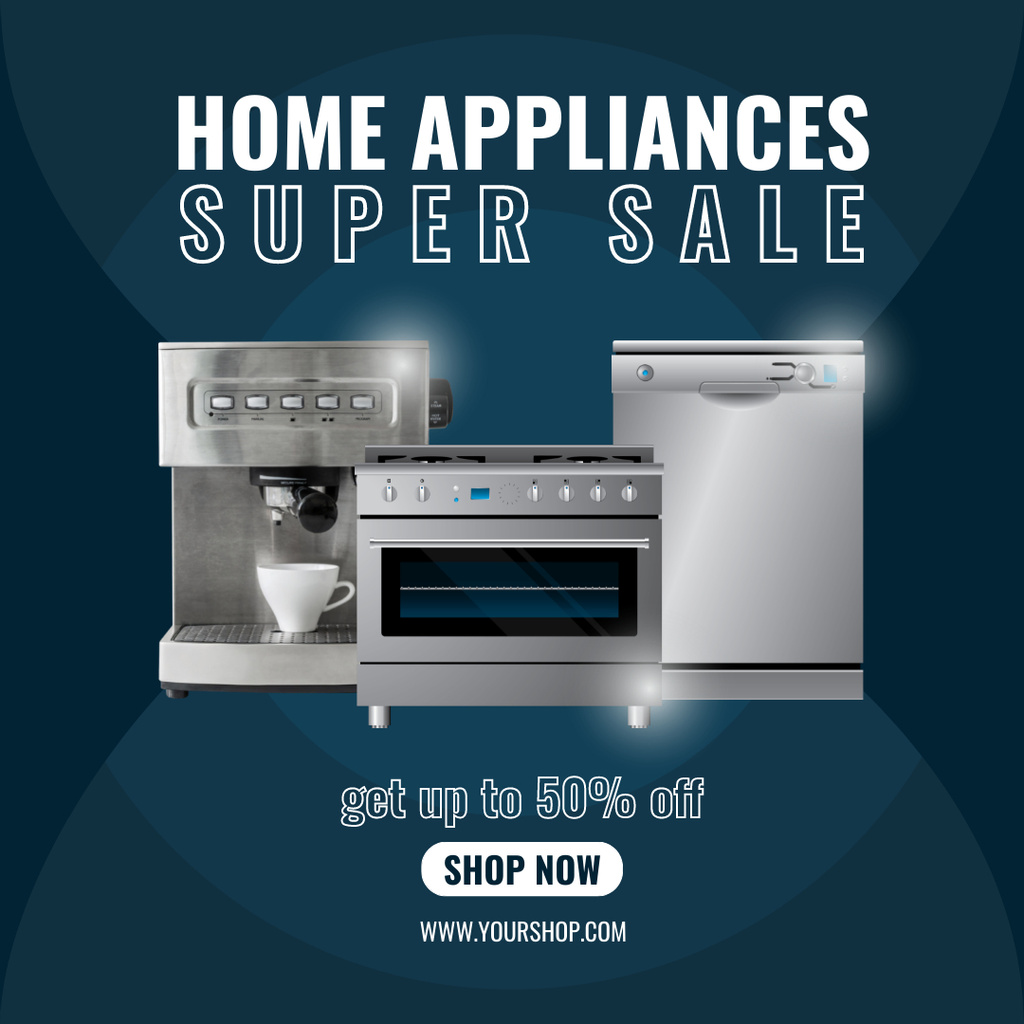 HOME APPLIANCES
SUPER SALE
get up to 50% off
SHOP NOW
WWW.YOURSHOP.COM